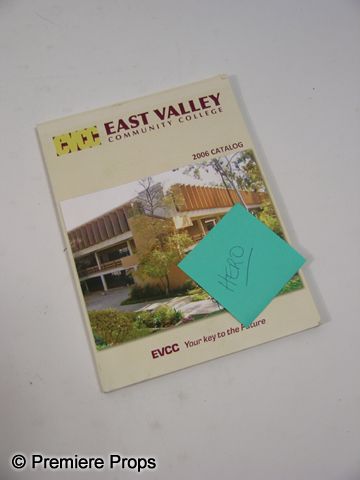 EVCC EAST VALLEY
COMMUNITY COLLEGE
2006 CATALOG
HERO
EVCC Your key to the Future
© Premiere Props